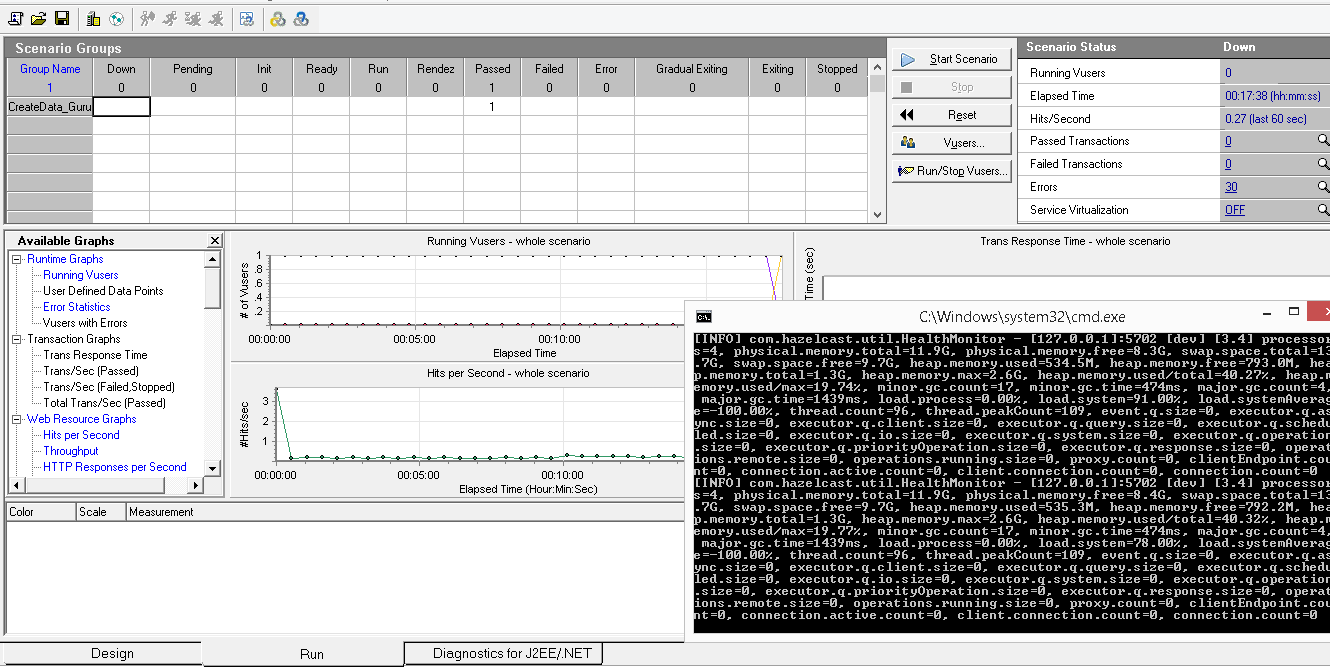 Scenario Groups
Group Name Down Pending Init Ready Run Rendez Passed Failed Error Gradual Exiting Exiting Stopped
1 0 0 0 0 0 0 1 0 0 0 0 0
CreateData_Guru 1
Start Scenario
Stop
Reset
Vusers...
Run/Stop Vusers...
Scenario Status Down
Running Vusers 0
Elapsed Time 00:17:38 (hh:mm:ss)
Hits/Second 0.27 (last 60 sec)
Passed Transactions 0
Failed Transactions 0
Errors 30
Service Virtualization OFF
Available Graphs
Runtime Graphs
Running Vusers
User Defined Data Points
Error Statistics
Vusers with Errors
Transaction Graphs
Trans Response Time
Trans/Sec (Passed)
Trans/Sec (Failed,Stopped)
Total Trans/Sec (Passed)
Web Resource Graphs
Hits per Second
Throughput
HTTP Responses per Second
Running Vusers - whole scenario
# of Vusers
1
.8
.6
.4
.2
00:00:00 00:05:00 00:10:00
Elapsed Time
Hits per Second - whole scenario
#Hits/sec
3
2
1
00:00:00 00:05:00 00:10:00
Elapsed Time (Hour:Min:Sec)
Trans Response Time - whole scenario
Time (sec)
Color Scale Measurement
C:\Windows\system32\cmd.exe
[INFO] com.hazelcast.util.HealthMonitor - [127.0.0.1]:5702 [dev] [3.4] processor
s=4, physical.memory.total=11.9G, physical.memory.free=8.3G, swap.space.total=13
.7G, swap.space.free=9.7G, heap.memory.used=534.5M, heap.memory.free=793.0M, hea
p.memory.total=1.3G, heap.memory.max=2.6G, heap.memory.used/total=40.27%, heap.m
emory.used/max=19.74%, minor.gc.count=17, minor.gc.time=474ms, major.gc.count=4,
major.gc.time=1439ms, load.process=0.00%, load.system=91.00%, load.systemAverag
e=-100.00%, thread.count=96, thread.peakCount=109, event.q.size=0, executor.q.as
ync.size=0, executor.q.client.size=0, executor.q.query.size=0, executor.q.schedu
led.size=0, executor.q.io.size=0, executor.q.system.size=0, executor.q.operation
.size=0, executor.q.priorityOperation.size=0, executor.q.response.size=0, operat
ions.remote.size=0, operations.running.size=0, proxy.count=0, clientEndpoint.cou
nt=0, connection.active.count=0, client.connection.count=0, connection.count=0
[INFO] com.hazelcast.util.HealthMonitor - [127.0.0.1]:5702 [dev] [3.4] processor
s=4, physical.memory.total=11.9G, physical.memory.free=8.4G, swap.space.total=13
.7G, swap.space.free=9.7G, heap.memory.used=535.3M, heap.memory.free=792.2M, hea
p.memory.total=1.3G, heap.memory.max=2.6G, heap.memory.used/total=40.32%, heap.m
emory.used/max=19.77%, minor.gc.count=17, minor.gc.time=474ms, major.gc.count=4,
major.gc.time=1439ms, load.process=0.00%, load.system=78.00%, load.systemAverag
e=-100.00%, thread.count=96, thread.peakCount=109, event.q.size=0, executor.q.as
ync.size=0, executor.q.client.size=0, executor.q.query.size=0, executor.q.schedu
led.size=0, executor.q.io.size=0, executor.q.system.size=0, executor.q.operation
.size=0, executor.q.priorityOperation.size=0, executor.q.response.size=0, operat
ions.remote.size=0, operations.running.size=0, proxy.count=0, clientEndpoint.cou
nt=0, connection.active.count=0, client.connection.count=0, connection.count=0
Design Run Diagnostics for J2EE/.NET